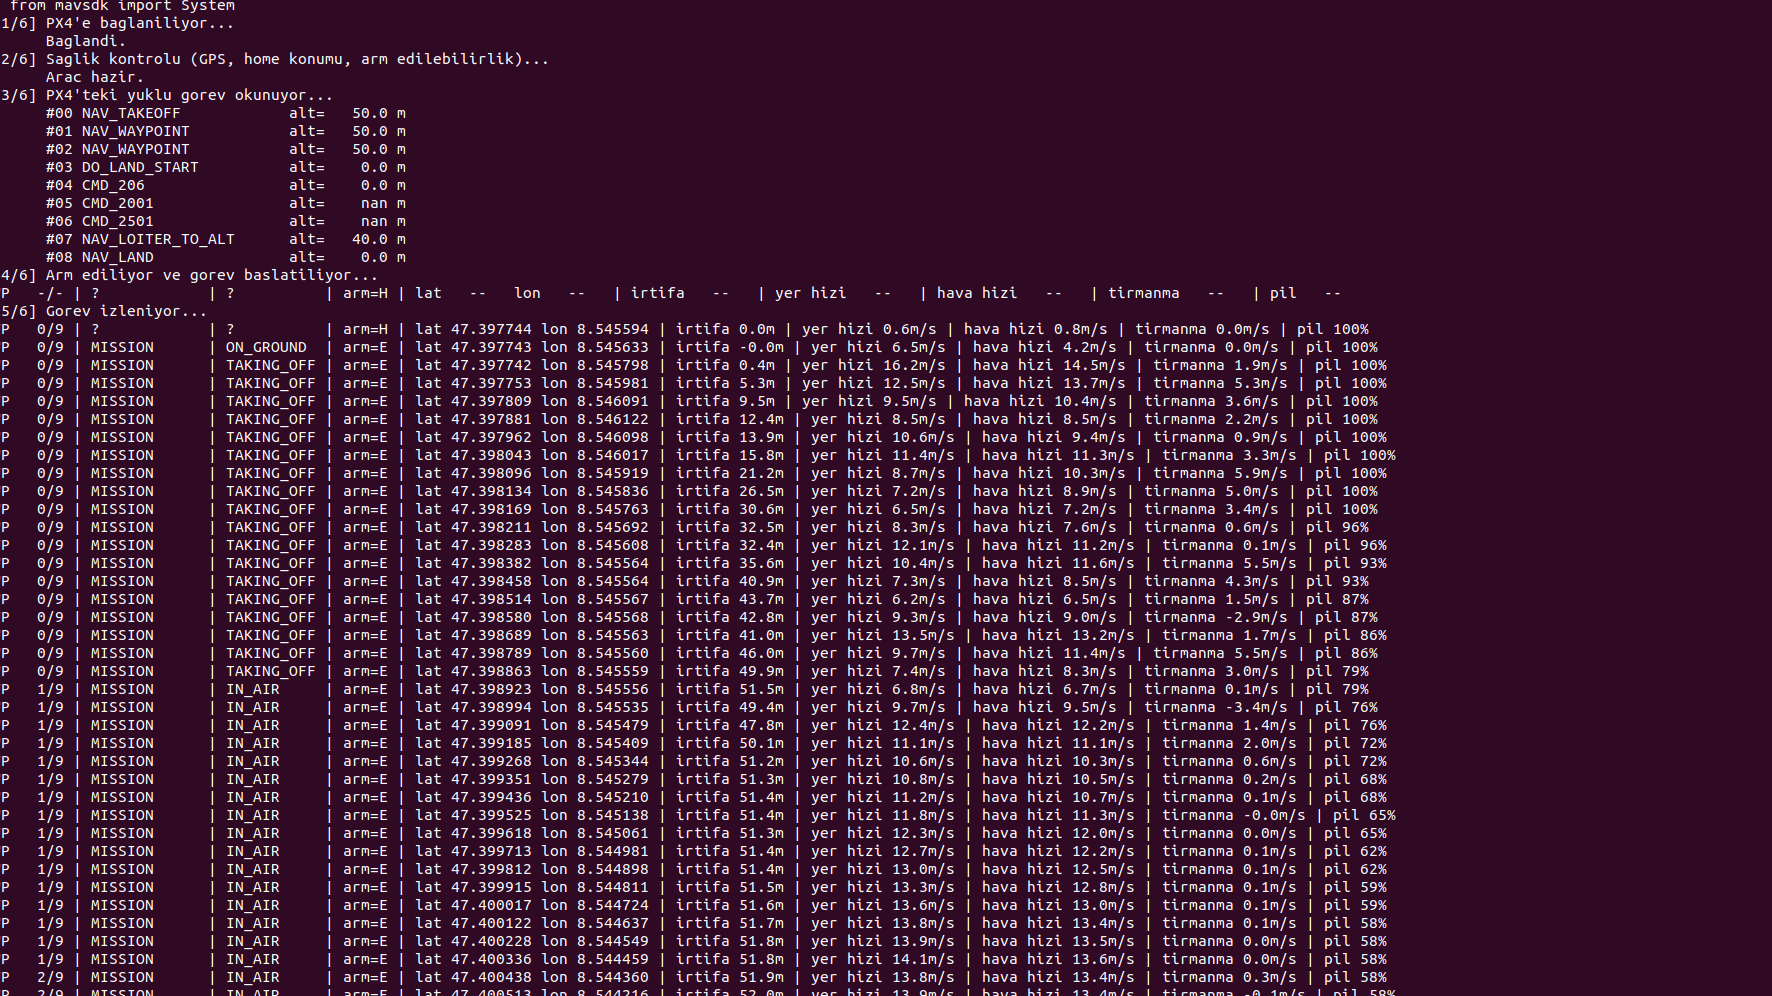 from mavsdk import System
1/6] PX4'e baglaniliyor...
Baglandi.
2/6] Saglik kontrolu (GPS, home konumu, arm edilebilirlik)...
Arac hazir.
3/6] PX4'teki yuklu gorev okunuyor...
#00 NAV_TAKEOFF alt= 50.0 m
#01 NAV_WAYPOINT alt= 50.0 m
#02 NAV_WAYPOINT alt= 50.0 m
#03 DO_LAND_START alt= 0.0 m
#04 CMD_206 alt= 0.0 m
#05 CMD_2001 alt= nan m
#06 CMD_2501 alt= nan m
#07 NAV_LOITER_TO_ALT alt= 40.0 m
#08 NAV_LAND alt= 0.0 m
4/6] Arm ediliyor ve gorev baslatiliyor...
P -/- | ? | ? | arm=H | lat -- lon -- | irtifa -- | yer hizi -- | hava hizi -- | tirmanma -- | pil --
5/6] Gorev izleniyor...
P 0/9 | ? | ? | arm=H | lat 47.397744 lon 8.545594 | irtifa 0.0m | yer hizi 0.6m/s | hava hizi 0.8m/s | tirmanma 0.0m/s | pil 100%
P 0/9 | MISSION | ON_GROUND | arm=E | lat 47.397743 lon 8.545633 | irtifa -0.0m | yer hizi 6.5m/s | hava hizi 4.2m/s | tirmanma 0.0m/s | pil 100%
P 0/9 | MISSION | TAKING_OFF | arm=E | lat 47.397742 lon 8.545798 | irtifa 0.4m | yer hizi 16.2m/s | hava hizi 14.5m/s | tirmanma 1.9m/s | pil 100%
P 0/9 | MISSION | TAKING_OFF | arm=E | lat 47.397753 lon 8.545981 | irtifa 5.3m | yer hizi 12.5m/s | hava hizi 13.7m/s | tirmanma 5.3m/s | pil 100%
P 0/9 | MISSION | TAKING_OFF | arm=E | lat 47.397809 lon 8.546091 | irtifa 9.5m | yer hizi 9.5m/s | hava hizi 10.4m/s | tirmanma 3.6m/s | pil 100%
P 0/9 | MISSION | TAKING_OFF | arm=E | lat 47.397881 lon 8.546122 | irtifa 12.4m | yer hizi 8.5m/s | hava hizi 8.5m/s | tirmanma 2.2m/s | pil 100%
P 0/9 | MISSION | TAKING_OFF | arm=E | lat 47.397962 lon 8.546098 | irtifa 13.9m | yer hizi 10.6m/s | hava hizi 9.4m/s | tirmanma 0.9m/s | pil 100%
P 0/9 | MISSION | TAKING_OFF | arm=E | lat 47.398043 lon 8.546017 | irtifa 15.8m | yer hizi 11.4m/s | hava hizi 11.3m/s | tirmanma 3.3m/s | pil 100%
P 0/9 | MISSION | TAKING_OFF | arm=E | lat 47.398096 lon 8.545919 | irtifa 21.2m | yer hizi 8.7m/s | hava hizi 10.3m/s | tirmanma 5.9m/s | pil 100%
P 0/9 | MISSION | TAKING_OFF | arm=E | lat 47.398134 lon 8.545836 | irtifa 26.5m | yer hizi 7.2m/s | hava hizi 8.9m/s | tirmanma 5.0m/s | pil 100%
P 0/9 | MISSION | TAKING_OFF | arm=E | lat 47.398169 lon 8.545763 | irtifa 30.6m | yer hizi 6.5m/s | hava hizi 7.2m/s | tirmanma 3.4m/s | pil 100%
P 0/9 | MISSION | TAKING_OFF | arm=E | lat 47.398211 lon 8.545692 | irtifa 32.5m | yer hizi 8.3m/s | hava hizi 7.6m/s | tirmanma 0.6m/s | pil 96%
P 0/9 | MISSION | TAKING_OFF | arm=E | lat 47.398283 lon 8.545608 | irtifa 32.4m | yer hizi 12.1m/s | hava hizi 11.2m/s | tirmanma 0.1m/s | pil 96%
P 0/9 | MISSION | TAKING_OFF | arm=E | lat 47.398382 lon 8.545564 | irtifa 35.6m | yer hizi 10.4m/s | hava hizi 11.6m/s | tirmanma 5.5m/s | pil 93%
P 0/9 | MISSION | TAKING_OFF | arm=E | lat 47.398458 lon 8.545564 | irtifa 40.9m | yer hizi 7.3m/s | hava hizi 8.5m/s | tirmanma 4.3m/s | pil 93%
P 0/9 | MISSION | TAKING_OFF | arm=E | lat 47.398514 lon 8.545567 | irtifa 43.7m | yer hizi 6.2m/s | hava hizi 6.5m/s | tirmanma 1.5m/s | pil 87%
P 0/9 | MISSION | TAKING_OFF | arm=E | lat 47.398580 lon 8.545568 | irtifa 42.8m | yer hizi 9.3m/s | hava hizi 9.0m/s | tirmanma -2.9m/s | pil 87%
P 0/9 | MISSION | TAKING_OFF | arm=E | lat 47.398689 lon 8.545563 | irtifa 41.0m | yer hizi 13.5m/s | hava hizi 13.2m/s | tirmanma 1.7m/s | pil 86%
P 0/9 | MISSION | TAKING_OFF | arm=E | lat 47.398789 lon 8.545560 | irtifa 46.0m | yer hizi 9.7m/s | hava hizi 11.4m/s | tirmanma 5.5m/s | pil 86%
P 0/9 | MISSION | TAKING_OFF | arm=E | lat 47.398863 lon 8.545559 | irtifa 49.9m | yer hizi 7.4m/s | hava hizi 8.3m/s | tirmanma 3.0m/s | pil 79%
P 1/9 | MISSION | IN_AIR | arm=E | lat 47.398923 lon 8.545556 | irtifa 51.5m | yer hizi 6.8m/s | hava hizi 6.7m/s | tirmanma 0.1m/s | pil 79%
P 1/9 | MISSION | IN_AIR | arm=E | lat 47.398994 lon 8.545535 | irtifa 49.4m | yer hizi 9.7m/s | hava hizi 9.5m/s | tirmanma -3.4m/s | pil 76%
P 1/9 | MISSION | IN_AIR | arm=E | lat 47.399091 lon 8.545479 | irtifa 47.8m | yer hizi 12.4m/s | hava hizi 12.2m/s | tirmanma 1.4m/s | pil 76%
P 1/9 | MISSION | IN_AIR | arm=E | lat 47.399185 lon 8.545409 | irtifa 50.1m | yer hizi 11.1m/s | hava hizi 11.1m/s | tirmanma 2.0m/s | pil 72%
P 1/9 | MISSION | IN_AIR | arm=E | lat 47.399268 lon 8.545344 | irtifa 51.2m | yer hizi 10.6m/s | hava hizi 10.3m/s | tirmanma 0.6m/s | pil 72%
P 1/9 | MISSION | IN_AIR | arm=E | lat 47.399351 lon 8.545279 | irtifa 51.3m | yer hizi 10.8m/s | hava hizi 10.5m/s | tirmanma 0.2m/s | pil 68%
P 1/9 | MISSION | IN_AIR | arm=E | lat 47.399436 lon 8.545210 | irtifa 51.4m | yer hizi 11.2m/s | hava hizi 10.7m/s | tirmanma 0.1m/s | pil 68%
P 1/9 | MISSION | IN_AIR | arm=E | lat 47.399525 lon 8.545138 | irtifa 51.4m | yer hizi 11.8m/s | hava hizi 11.3m/s | tirmanma -0.0m/s | pil 65%
P 1/9 | MISSION | IN_AIR | arm=E | lat 47.399618 lon 8.545061 | irtifa 51.3m | yer hizi 12.3m/s | hava hizi 12.0m/s | tirmanma 0.0m/s | pil 65%
P 1/9 | MISSION | IN_AIR | arm=E | lat 47.399713 lon 8.544981 | irtifa 51.4m | yer hizi 12.7m/s | hava hizi 12.2m/s | tirmanma 0.1m/s | pil 62%
P 1/9 | MISSION | IN_AIR | arm=E | lat 47.399812 lon 8.544898 | irtifa 51.4m | yer hizi 13.0m/s | hava hizi 12.5m/s | tirmanma 0.1m/s | pil 62%
P 1/9 | MISSION | IN_AIR | arm=E | lat 47.399915 lon 8.544811 | irtifa 51.5m | yer hizi 13.3m/s | hava hizi 12.8m/s | tirmanma 0.1m/s | pil 59%
P 1/9 | MISSION | IN_AIR | arm=E | lat 47.400017 lon 8.544724 | irtifa 51.6m | yer hizi 13.6m/s | hava hizi 13.0m/s | tirmanma 0.1m/s | pil 59%
P 1/9 | MISSION | IN_AIR | arm=E | lat 47.400122 lon 8.544637 | irtifa 51.7m | yer hizi 13.8m/s | hava hizi 13.4m/s | tirmanma 0.1m/s | pil 58%
P 1/9 | MISSION | IN_AIR | arm=E | lat 47.400228 lon 8.544549 | irtifa 51.8m | yer hizi 13.9m/s | hava hizi 13.5m/s | tirmanma 0.0m/s | pil 58%
P 1/9 | MISSION | IN_AIR | arm=E | lat 47.400336 lon 8.544459 | irtifa 51.8m | yer hizi 14.1m/s | hava hizi 13.6m/s | tirmanma 0.0m/s | pil 58%
P 2/9 | MISSION | IN_AIR | arm=E | lat 47.400438 lon 8.544360 | irtifa 51.9m | yer hizi 13.8m/s | hava hizi 13.4m/s | tirmanma 0.3m/s | pil 58%
P 2/9 | MISSION | IN_AIR | arm=E | lat 47.400513 lon 8.544216 | irtifa 52.0m | yer hizi 13.9m/s | hava hizi 13.4m/s | tirmanma -0.1m/s | pil 58%